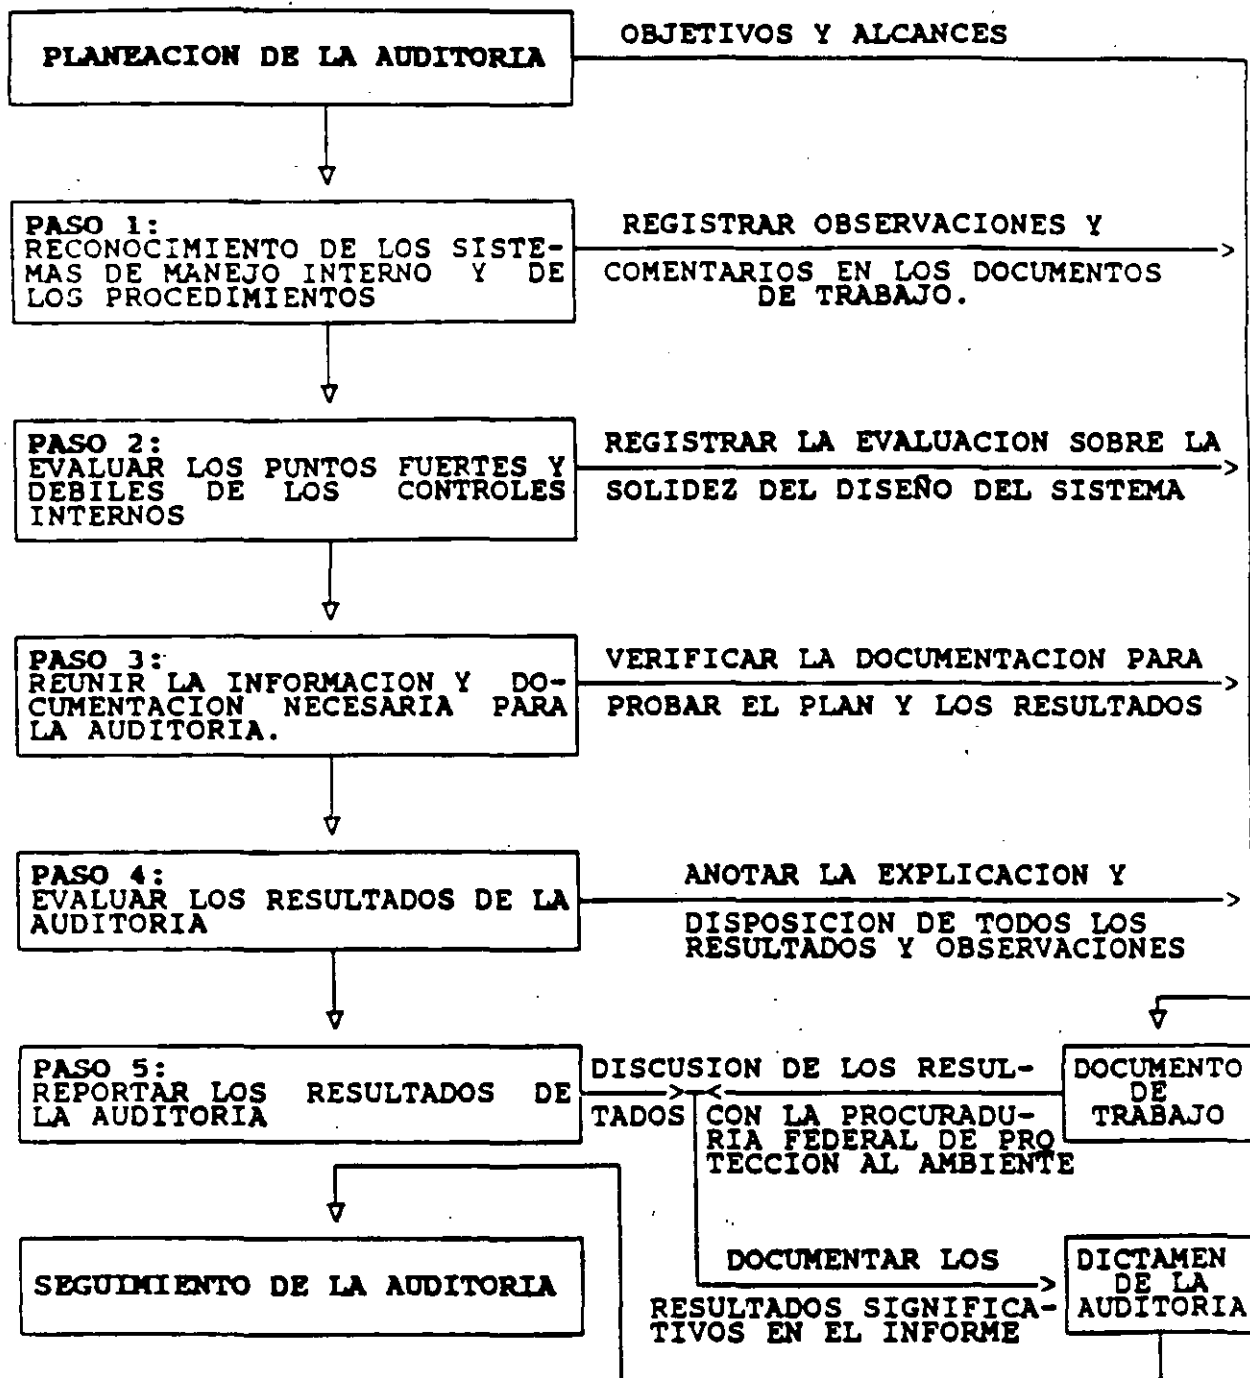 PLANEACION DE LA AUDITORIA
OBJETIVOS Y ALCANCES
PASO 1:
RECONOCIMIENTO DE LOS SISTE-
MAS DE MANEJO INTERNO Y DE
LOS PROCEDIMIENTOS
REGISTRAR OBSERVACIONES Y
COMENTARIOS EN LOS DOCUMENTOS
DE TRABAJO.
PASO 2:
EVALUAR LOS PUNTOS FUERTES Y
DEBILES DE LOS CONTROLES
INTERNOS
REGISTRAR LA EVALUACION SOBRE LA
SOLIDEZ DEL DISEÑO DEL SISTEMA
PASO 3:
REUNIR LA INFORMACION Y DO-
CUMENTACION NECESARIA PARA
LA AUDITORIA.
VERIFICAR LA DOCUMENTACION PARA
PROBAR EL PLAN Y LOS RESULTADOS
PASO 4:
EVALUAR LOS RESULTADOS DE LA
AUDITORIA
ANOTAR LA EXPLICACION Y
DISPOSICION DE TODOS LOS
RESULTADOS Y OBSERVACIONES
PASO 5:
REPORTAR LOS RESULTADOS DE
LA AUDITORIA
DISCUSION DE LOS RESUL-
TADOS CON LA PROCURADU-
RIA FEDERAL DE PRO
TECCION AL AMBIENTE
DOCUMENTO
DE
TRABAJO
SEGUIMIENTO DE LA AUDITORIA
DOCUMENTAR LOS
RESULTADOS SIGNIFICA-
TIVOS EN EL INFORME
DICTAMEN
DE LA
AUDITORIA